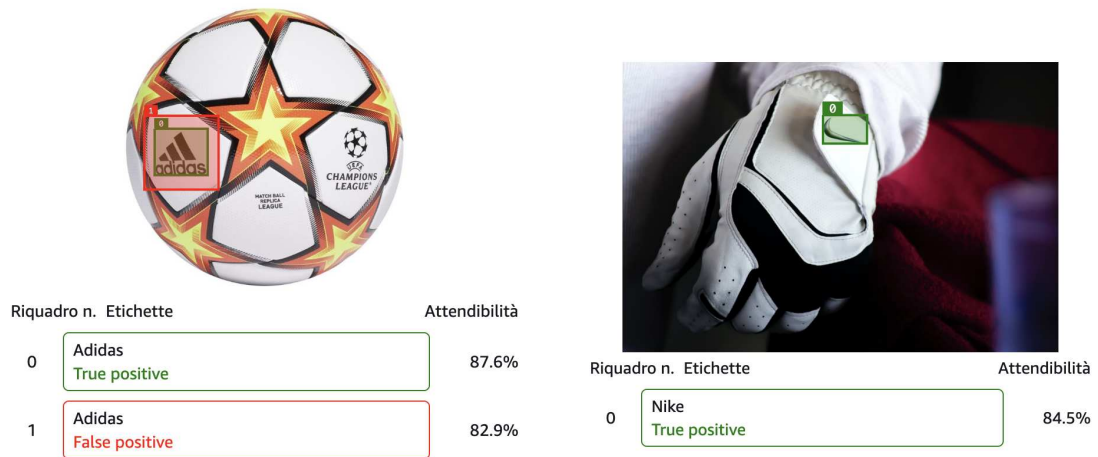 1
0
adidas
UEFA
CHAMPIONS
LEAGUE
MATCH BALL
REPLICA
LEAGUE
Riquadro n. Etichette Attendibilità
0 Adidas 87.6%
True positive
1 Adidas 82.9%
False positive
0
Riquadro n. Etichette Attendibilità
0 Nike 84.5%
True positive